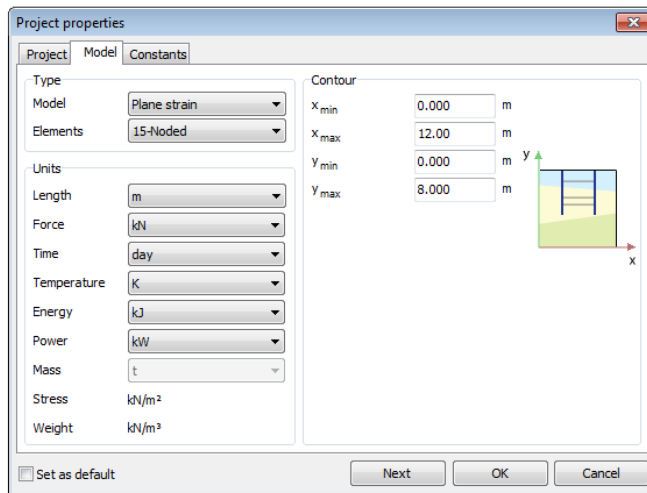 Project properties
Project Model Constants
Type
Model Plane strain
Elements 15-Noded
Units
Length m
Force kN
Time day
Temperature K
Energy kJ
Power kW
Mass t
Stress kN/m²
Weight kN/m³
Contour
x min 0.000 m
x max 12.00 m
y min 0.000 m
y max 8.000 m
y
x
Set as default Next OK Cancel